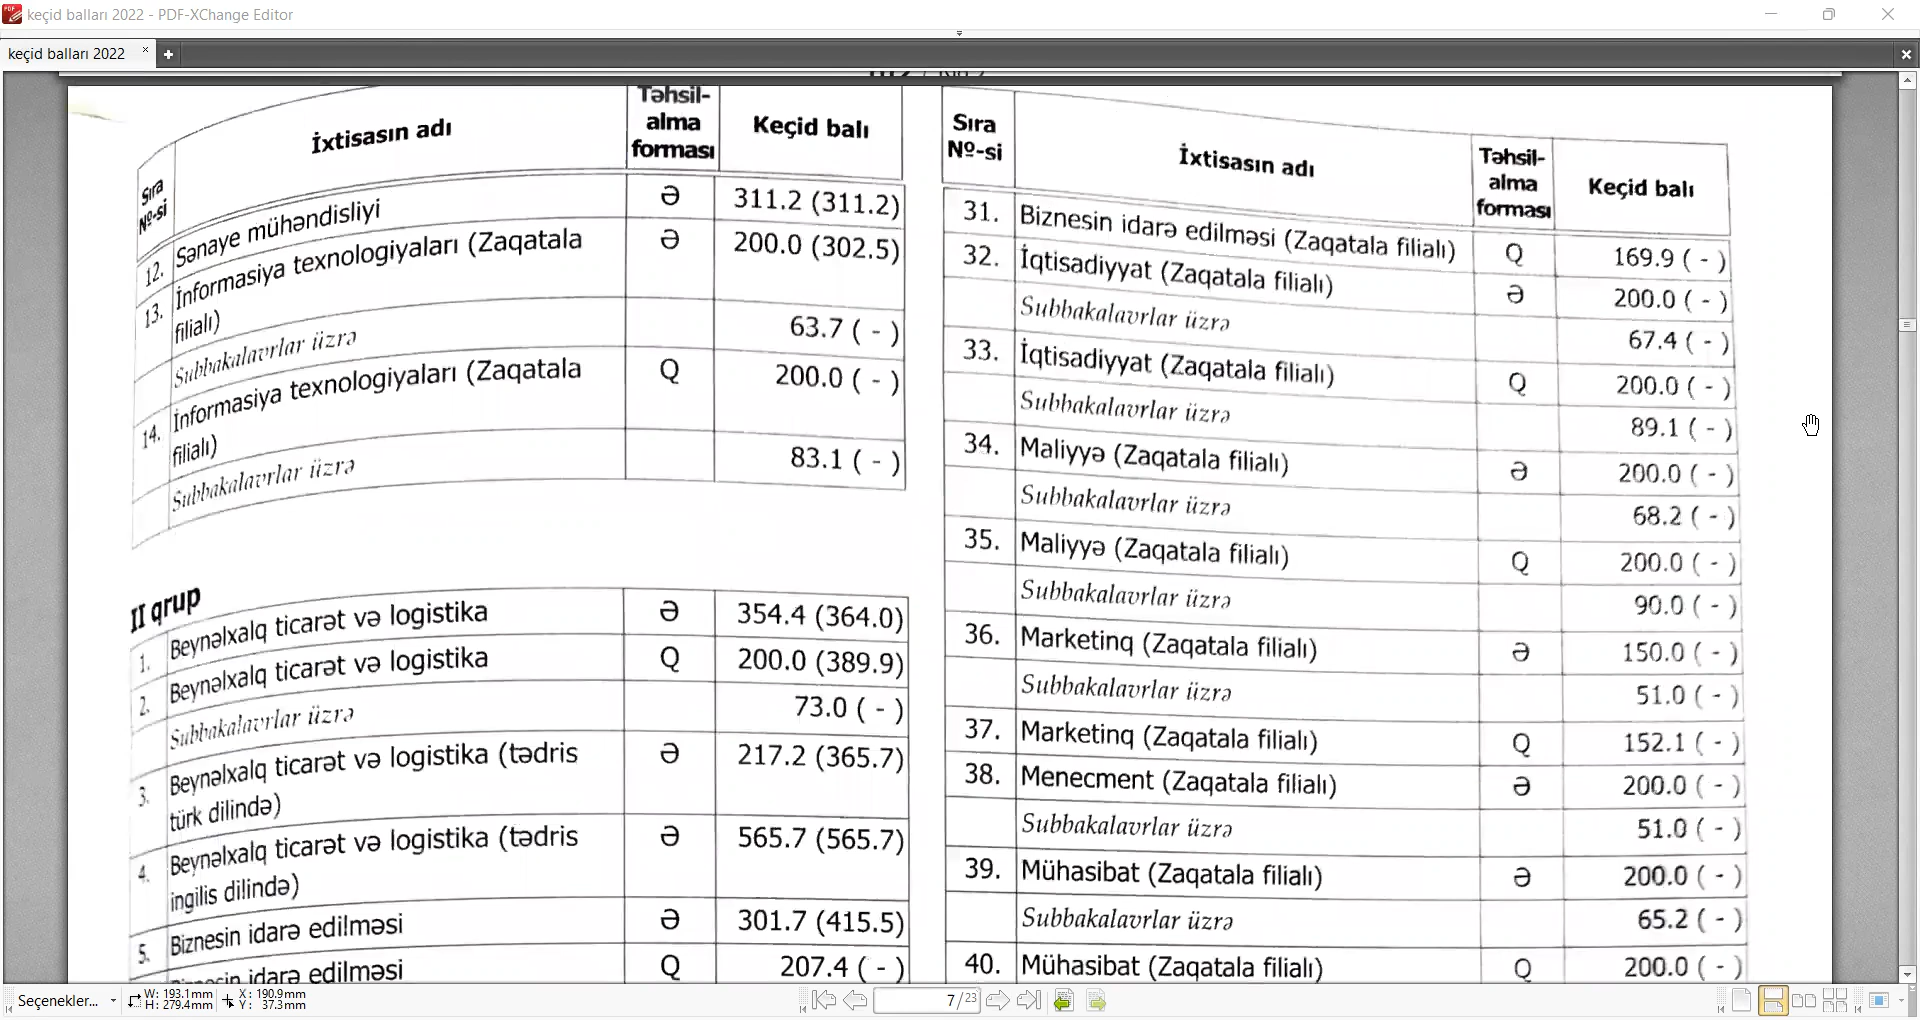 keçid balları 2022 - PDF-XChange Editor
keçid balları 2022
Sıra №-si İxtisasın adı Təhsil-alma forması Keçid balı
12. Sənaye mühəndisliyi Ə 311.2 (311.2)
13. İnformasiya texnologiyaları (Zaqatala Ə 200.0 (302.5)
filialı)
Subbakalavrlar üzrə 63.7 ( - )
14. İnformasiya texnologiyaları (Zaqatala Q 200.0 ( - )
filialı)
Subbakalavrlar üzrə 83.1 ( - )
II qrup
1. Beynəlxalq ticarət və logistika Ə 354.4 (364.0)
2. Beynəlxalq ticarət və logistika Q 200.0 (389.9)
Subbakalavrlar üzrə 73.0 ( - )
3. Beynəlxalq ticarət və logistika (tədris Ə 217.2 (365.7)
türk dilində)
4. Beynəlxalq ticarət və logistika (tədris Ə 565.7 (565.7)
ingilis dilində)
5. Biznesin idarə edilməsi Ə 301.7 (415.5)
Biznesin idarə edilməsi Q 207.4 ( - )
Sıra №-si İxtisasın adı Təhsil-alma forması Keçid balı
31. Biznesin idarə edilməsi (Zaqatala filialı) Q 169.9 ( - )
32. İqtisadiyyat (Zaqatala filialı) Ə 200.0 ( - )
Subbakalavrlar üzrə 67.4 ( - )
33. İqtisadiyyat (Zaqatala filialı) Q 200.0 ( - )
Subbakalavrlar üzrə 89.1 ( - )
34. Maliyyə (Zaqatala filialı) Ə 200.0 ( - )
Subbakalavrlar üzrə 68.2 ( - )
35. Maliyyə (Zaqatala filialı) Q 200.0 ( - )
Subbakalavrlar üzrə 90.0 ( - )
36. Marketinq (Zaqatala filialı) Ə 150.0 ( - )
Subbakalavrlar üzrə 51.0 ( - )
37. Marketinq (Zaqatala filialı) Q 152.1 ( - )
38. Menecment (Zaqatala filialı) Ə 200.0 ( - )
Subbakalavrlar üzrə 51.0 ( - )
39. Mühasibat (Zaqatala filialı) Ə 200.0 ( - )
Subbakalavrlar üzrə 65.2 ( - )
40. Mühasibat (Zaqatala filialı) Q 200.0 ( - )
Seçenekler... W: 193.1mm X: 190.9mm 7 / 23
H: 279.4mm Y: 37.3mm